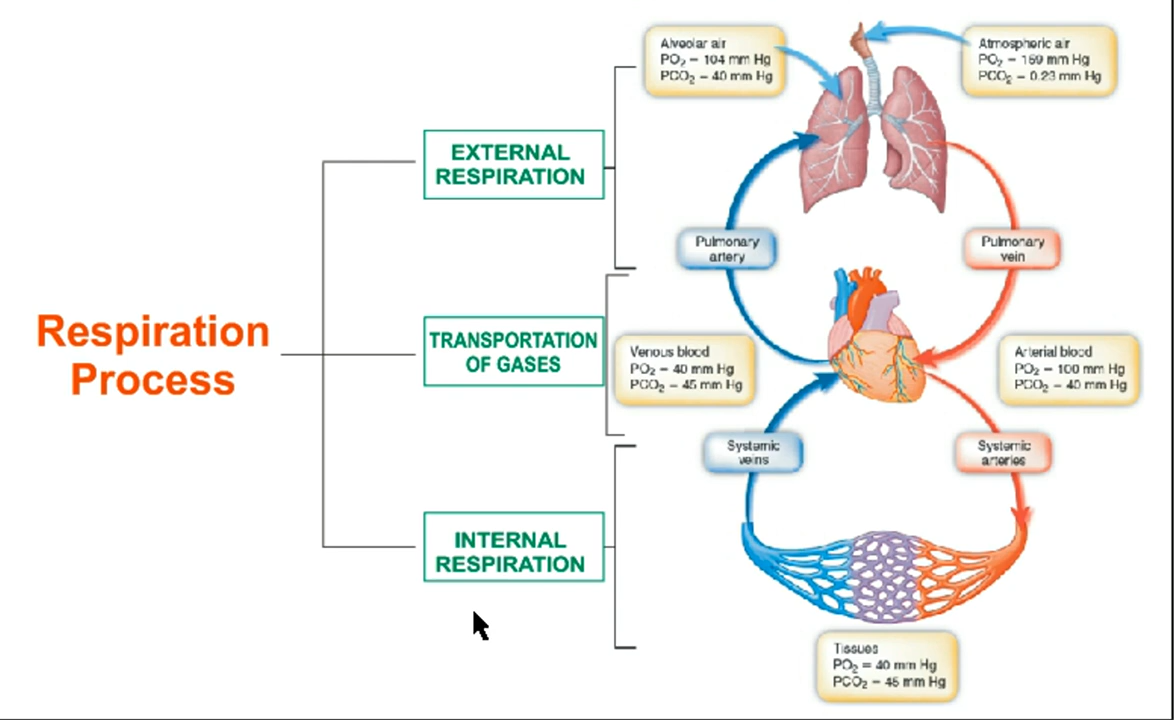 Respiration
Process
EXTERNAL
RESPIRATION
TRANSPORTATION
OF GASES
INTERNAL
RESPIRATION
Alveolar air
PO₂ – 104 mm Hg
PCO₂ – 40 mm Hg
Atmospheric air
PO₂ – 159 mm Hg
PCO₂ – 0.23 mm Hg
Pulmonary
artery
Pulmonary
vein
Venous blood
PO₂ – 40 mm Hg
PCO₂ – 45 mm Hg
Arterial blood
PO₂ – 100 mm Hg
PCO₂ – 40 mm Hg
Systemic
veins
Systemic
arteries
Tissues
PO₂ = 40 mm Hg
PCO₂ – 45 mm Hg